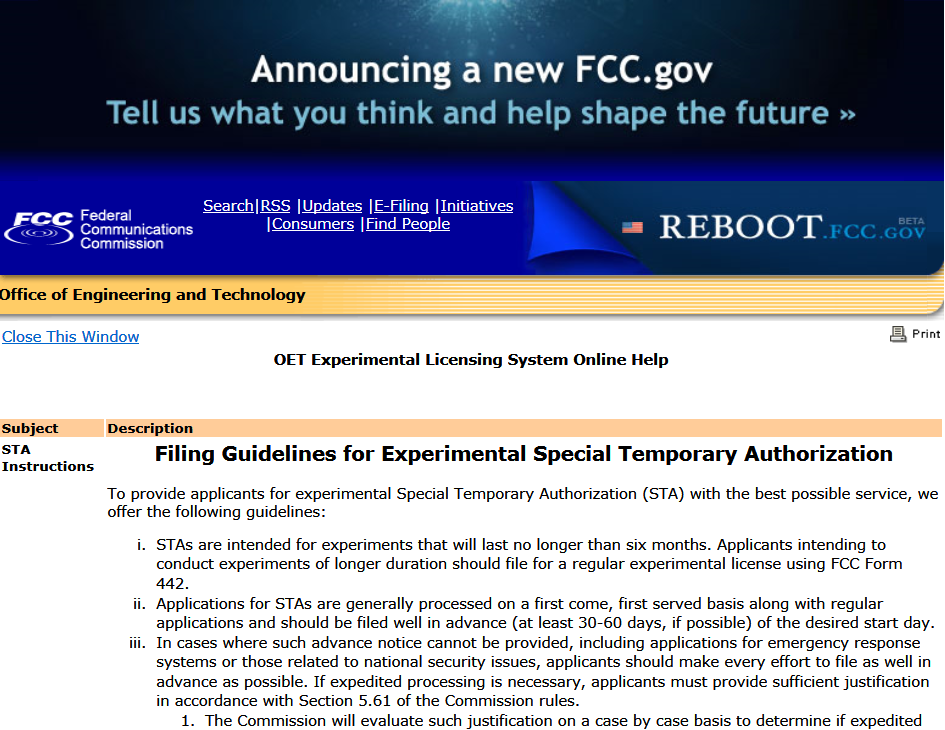 Announcing a new FCC.gov
Tell us what you think and help shape the future »
FCC Federal
Communications
Commission
Search|RSS |Updates |E-Filing |Initiatives
|Consumers |Find People
REBOOT.FCC.GOV BETA
Office of Engineering and Technology
Close This Window
Print
OET Experimental Licensing System Online Help
Subject Description
STA
Instructions
Filing Guidelines for Experimental Special Temporary Authorization
To provide applicants for experimental Special Temporary Authorization (STA) with the best possible service, we
offer the following guidelines:
i. STAs are intended for experiments that will last no longer than six months. Applicants intending to
conduct experiments of longer duration should file for a regular experimental license using FCC Form
442.
ii. Applications for STAs are generally processed on a first come, first served basis along with regular
applications and should be filed well in advance (at least 30-60 days, if possible) of the desired start day.
iii. In cases where such advance notice cannot be provided, including applications for emergency response
systems or those related to national security issues, applicants should make every effort to file as well in
advance as possible. If expedited processing is necessary, applicants must provide sufficient justification
in accordance with Section 5.61 of the Commission rules.
1. The Commission will evaluate such justification on a case by case basis to determine if expedited